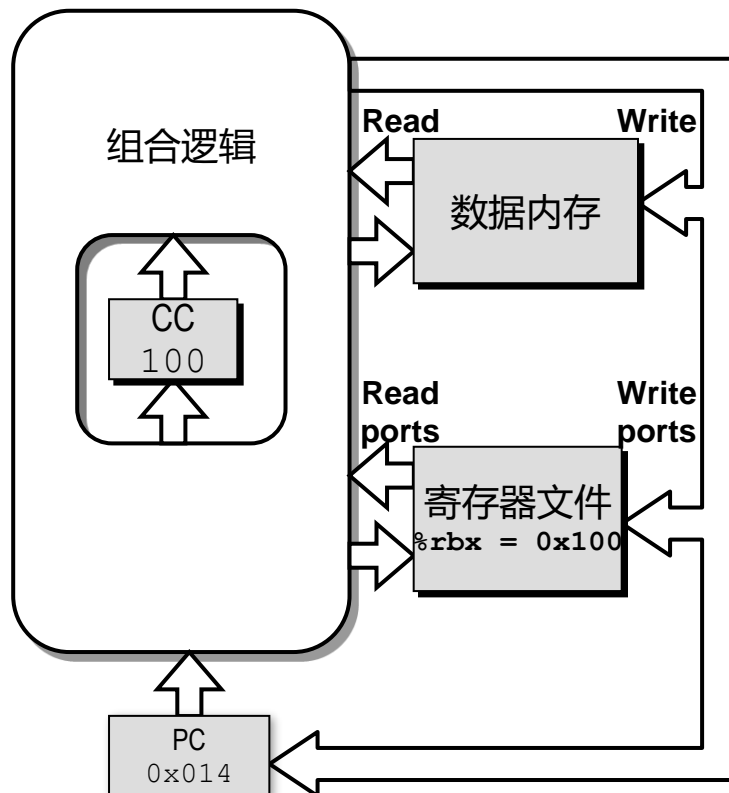 组合逻辑
Read
Write
数据内存
CC
100
Read
ports
Write
ports
寄存器文件
%rbx = 0x100
PC
0x014